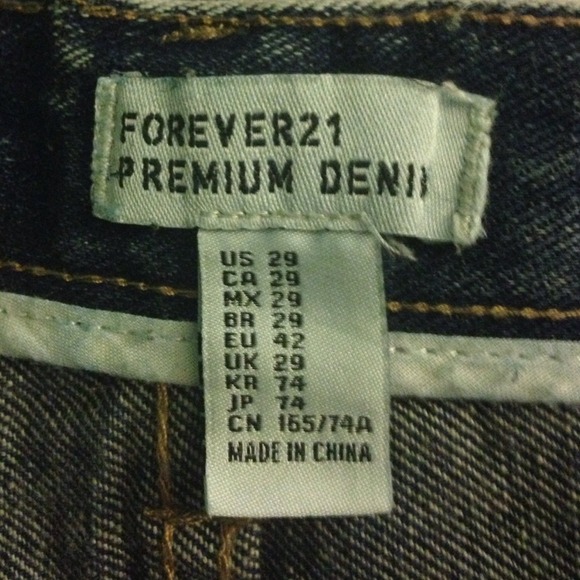 FOREVER21
PREMIUM DENI
US 29
CA 29
MX 29
BR 29
EU 42
UK 29
KR 74
JP 74
CN 165/74A
MADE IN CHINA